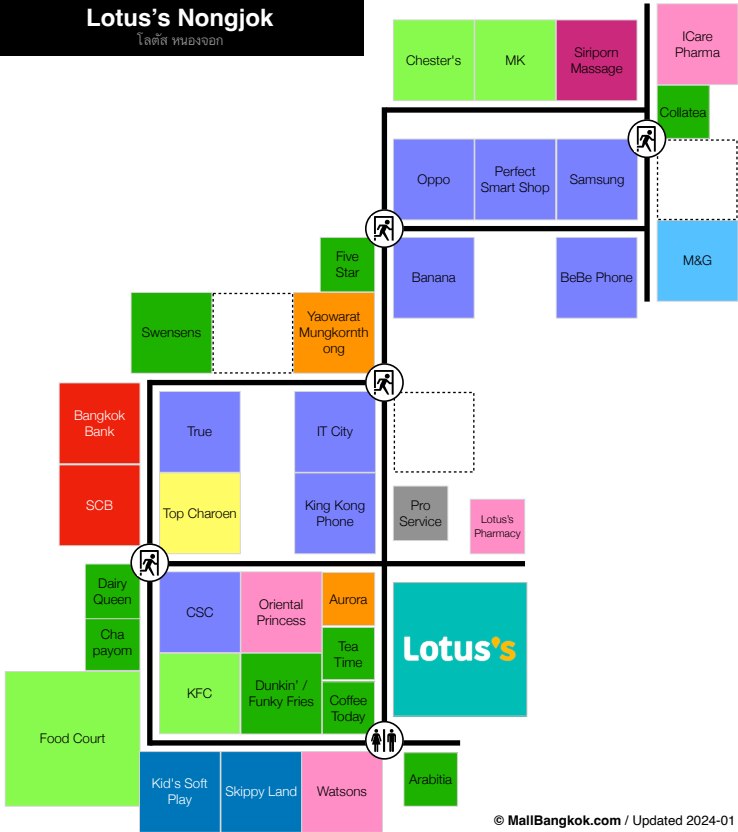 Lotus's Nongjok
โลตัส หนองจอก
Chester's
MK
Siriporn
Massage
ICare
Pharma
Collatea
Oppo
Perfect
Smart Shop
Samsung
M&G
Five
Star
Banana
BeBe Phone
Swensens
Yaowarat
Mungkornth
ong
Bangkok
Bank
True
IT City
SCB
Top Charoen
King Kong
Phone
Pro
Service
Lotus's
Pharmacy
Dairy
Queen
CSC
Oriental
Princess
Aurora
Cha
payom
Tea
Time
Lotus's
KFC
Dunkin' /
Funky Fries
Coffee
Today
Food Court
Kid's Soft
Play
Skippy Land
Watsons
Arabitia
© MallBangkok.com / Updated 2024-01